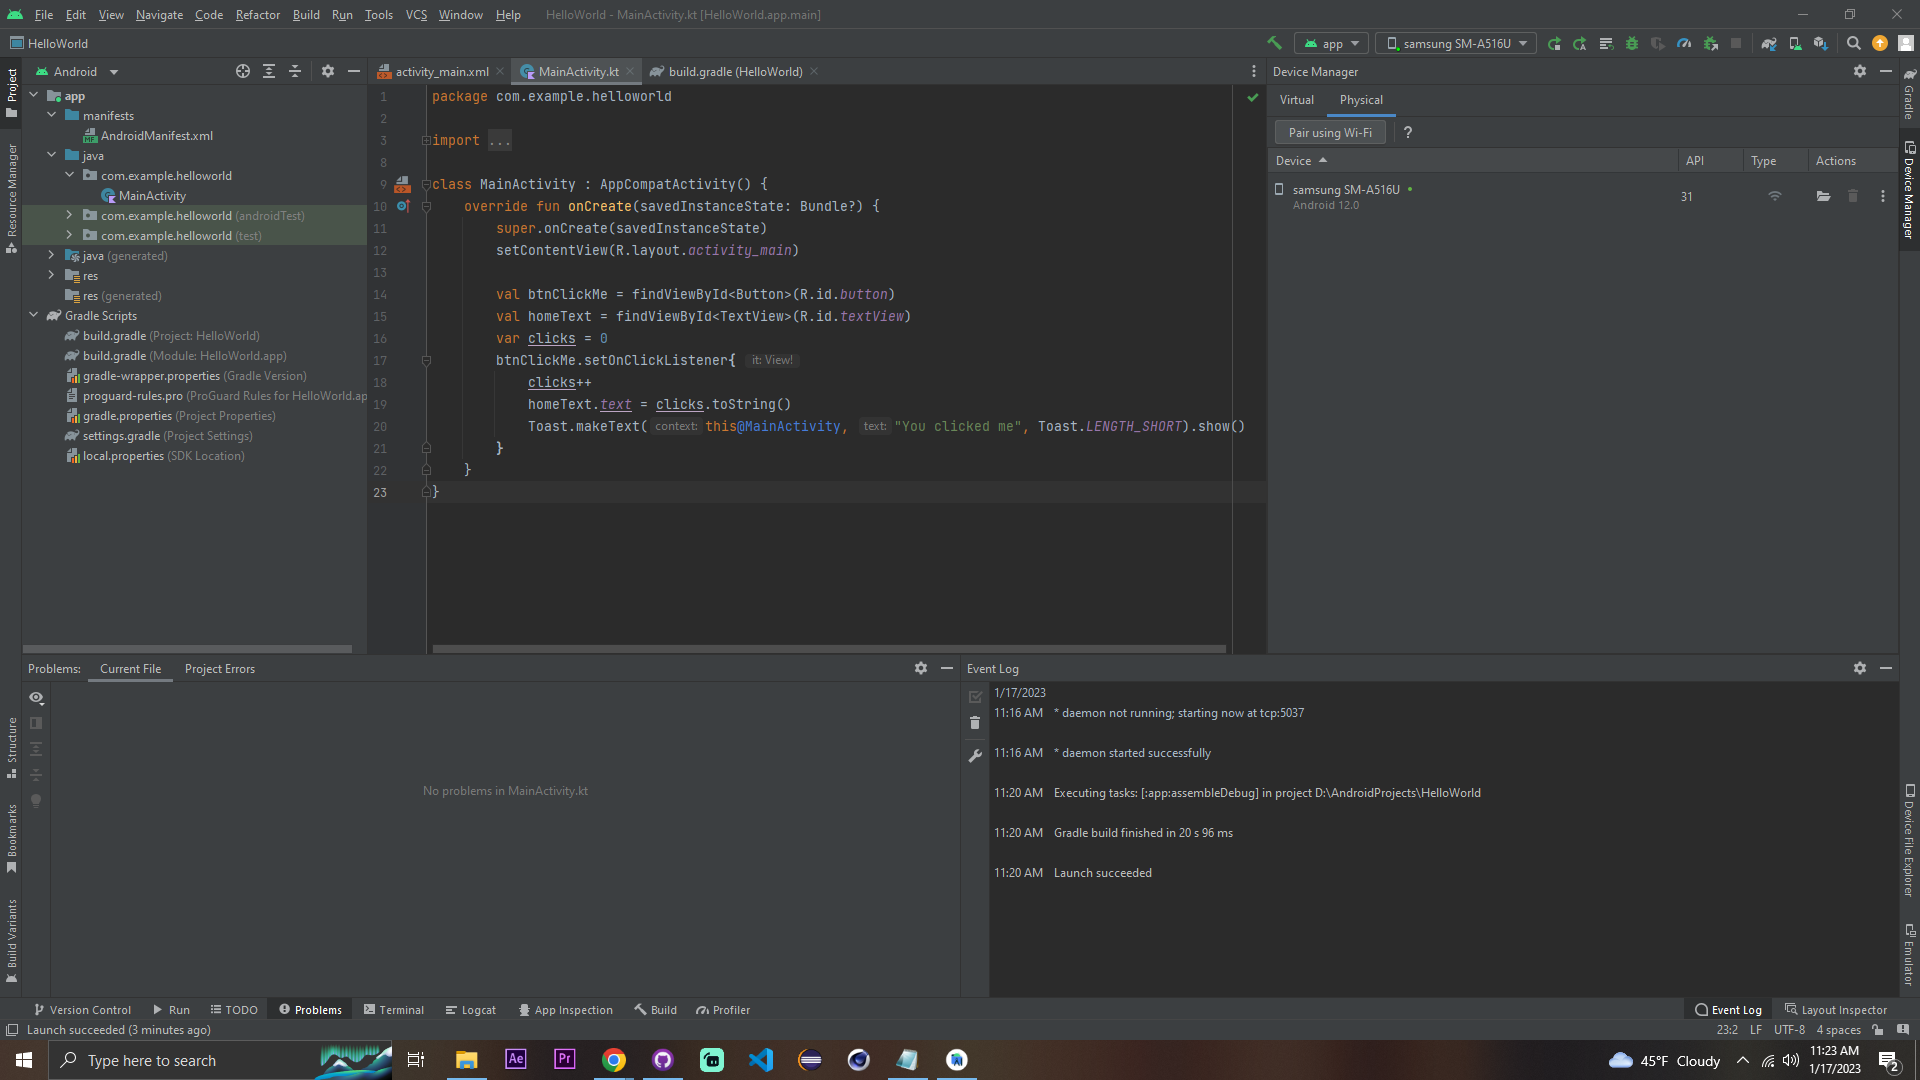 File Edit View Navigate Code Refactor Build Run Tools VCS Window Help HelloWorld - MainActivity.kt [HelloWorld.app.main]
HelloWorld
app
samsung SM-A516U
Project
Resource Manager
Structure
Bookmarks
Build Variants
Android
app
manifests
AndroidManifest.xml
java
com.example.helloworld
MainActivity
com.example.helloworld (androidTest)
com.example.helloworld (test)
java (generated)
res
res (generated)
Gradle Scripts
build.gradle (Project: HelloWorld)
build.gradle (Module: HelloWorld.app)
gradle-wrapper.properties (Gradle Version)
proguard-rules.pro (ProGuard Rules for HelloWorld.ap
gradle.properties (Project Properties)
settings.gradle (Project Settings)
local.properties (SDK Location)
activity_main.xml MainActivity.kt build.gradle (HelloWorld)
1 package com.example.helloworld
2
3 import ...
8
9 class MainActivity : AppCompatActivity() {
10 override fun onCreate(savedInstanceState: Bundle?) {
11 super.onCreate(savedInstanceState)
12 setContentView(R.layout.activity_main)
13
14 val btnClickMe = findViewById<Button>(R.id.button)
15 val homeText = findViewById<TextView>(R.id.textView)
16 var clicks = 0
17 btnClickMe.setOnClickListener{ it: View!
18 clicks++
19 homeText.text = clicks.toString()
20 Toast.makeText( context: this@MainActivity, text: "You clicked me", Toast.LENGTH_SHORT).show()
21 }
22 }
23 }
Device Manager
Virtual Physical
Pair using Wi-Fi ?
Device API Type Actions
samsung SM-A516U 31
Android 12.0
Gradle
Device Manager
Device File Explorer
Emulator
Problems: Current File Project Errors
No problems in MainActivity.kt
Event Log
1/17/2023
11:16 AM * daemon not running; starting now at tcp:5037
11:16 AM * daemon started successfully
11:20 AM Executing tasks: [:app:assembleDebug] in project D:\AndroidProjects\HelloWorld
11:20 AM Gradle build finished in 20 s 96 ms
11:20 AM Launch succeeded
Version Control Run TODO Problems Terminal Logcat App Inspection Build Profiler Event Log Layout Inspector
Launch succeeded (3 minutes ago) 23:2 LF UTF-8 4 spaces
Type here to search
Ae Pr
45°F Cloudy
11:23 AM
1/17/2023
2